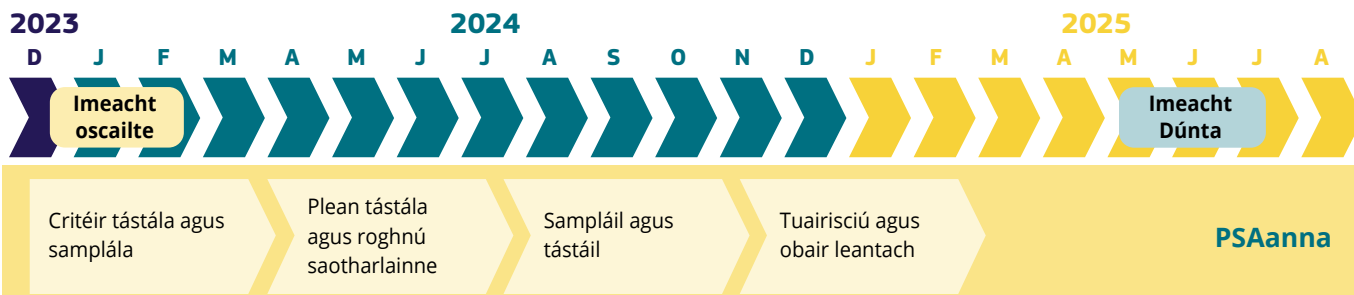 2023 2024 2025
D J F M A M J J A S O N D J F M A M J J A
Imeacht
oscailte
Imeacht
Dúnta
Critéir tástála agus
samplála
Plean tástála
agus roghnú
saotharlainne
Sampláil agus
tástáil
Tuairisciú agus
obair leantach
PSAanna